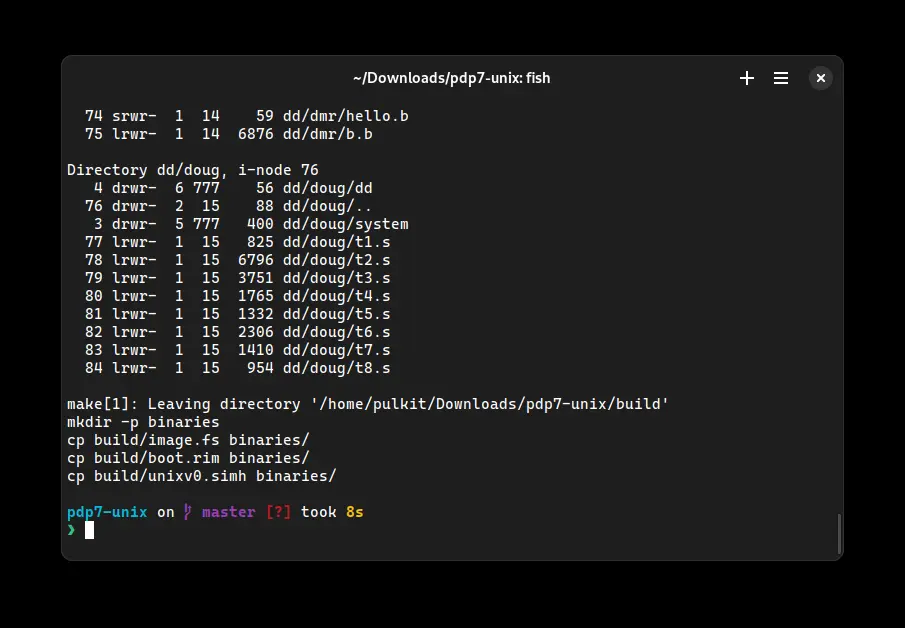 ~/Downloads/pdp7-unix: fish
74 srwr-  1  14    59 dd/dmr/hello.b
75 lrwr-  1  14  6876 dd/dmr/b.b
Directory dd/doug, i-node 76
4 drwr-  6 777    56 dd/doug/dd
76 drwr-  2  15    88 dd/doug/..
3 drwr-  5 777   400 dd/doug/system
77 lrwr-  1  15   825 dd/doug/t1.s
78 lrwr-  1  15  6796 dd/doug/t2.s
79 lrwr-  1  15  3751 dd/doug/t3.s
80 lrwr-  1  15  1765 dd/doug/t4.s
81 lrwr-  1  15  1332 dd/doug/t5.s
82 lrwr-  1  15  2306 dd/doug/t6.s
83 lrwr-  1  15  1410 dd/doug/t7.s
84 lrwr-  1  15   954 dd/doug/t8.s
make[1]: Leaving directory '/home/pulkit/Downloads/pdp7-unix/build'
mkdir -p binaries
cp build/image.fs binaries/
cp build/boot.rim binaries/
cp build/unixv0.simh binaries/
pdp7-unix on master [?] took 8s
❯